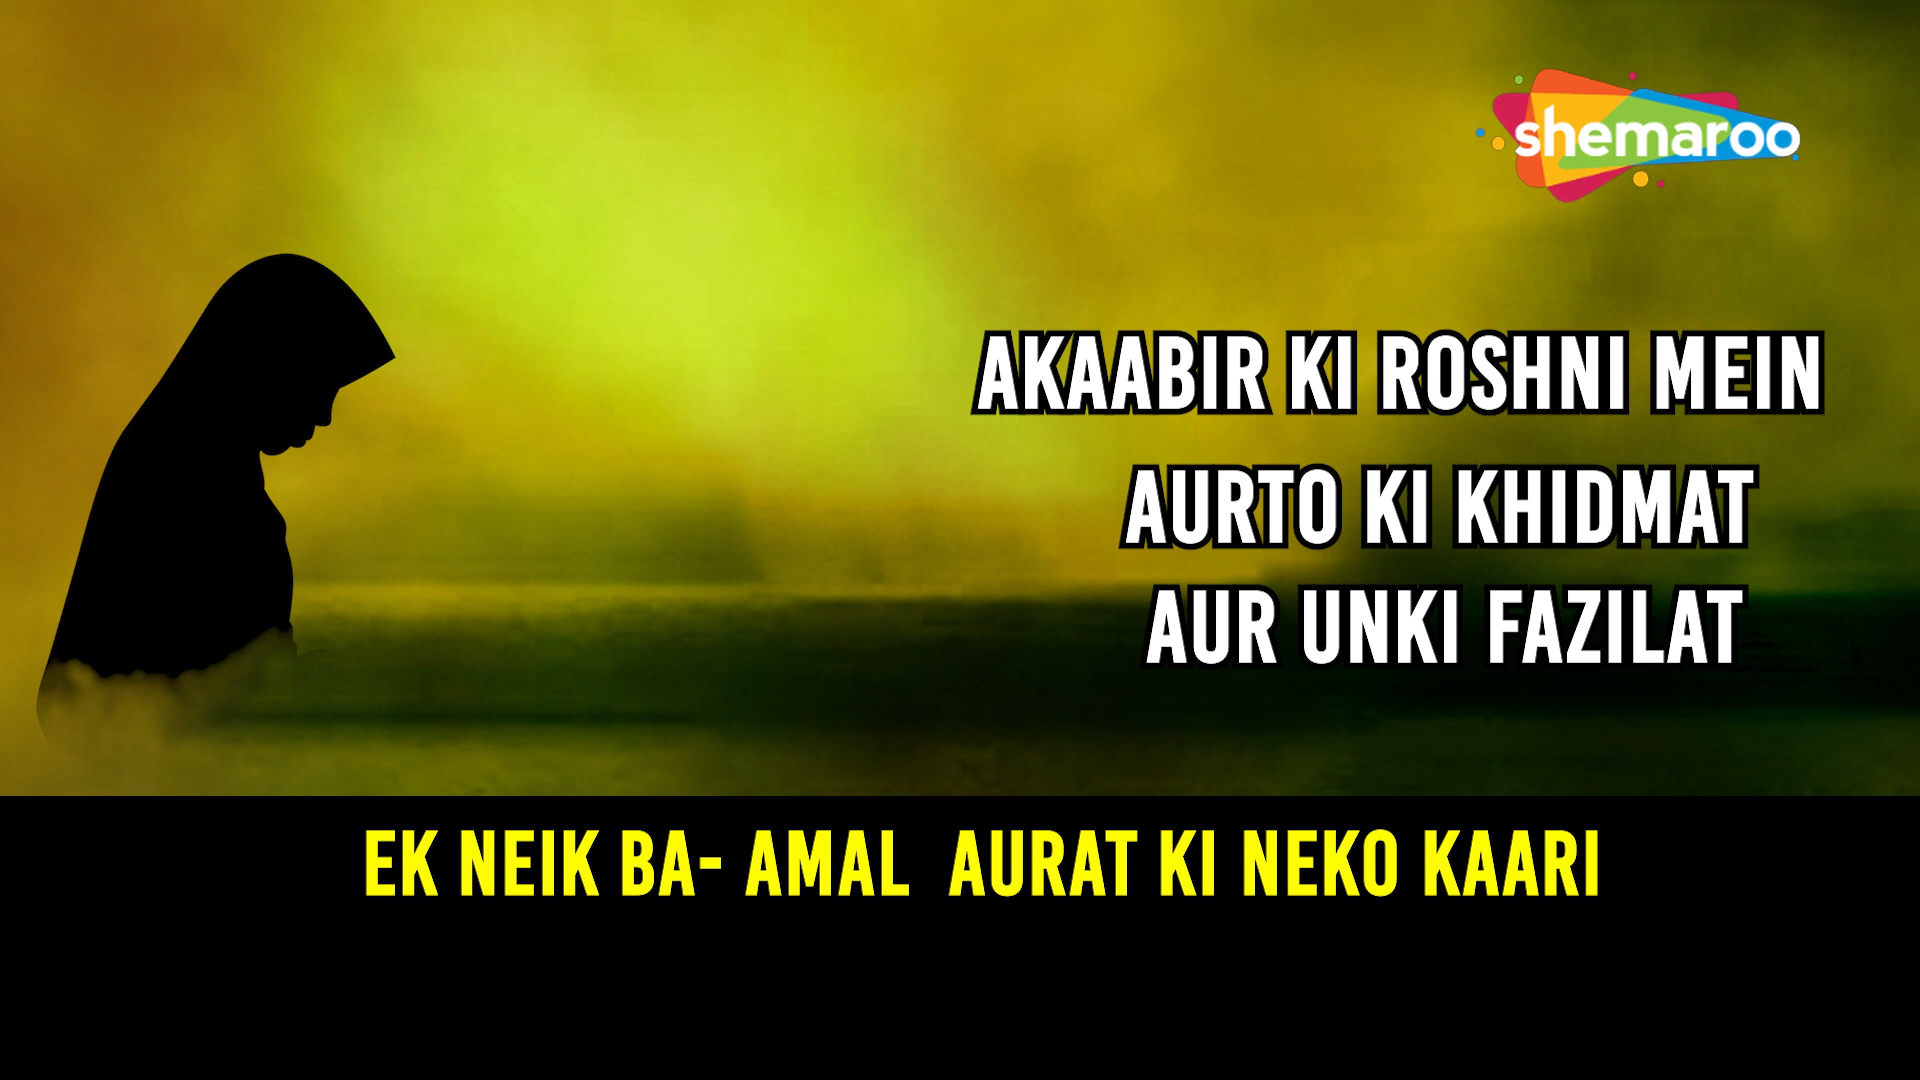 shemaroo
AKAABIR KI ROSHNI MEIN
AURTO KI KHIDMAT
AUR UNKI FAZILAT
EK NEIK BA- AMAL  AURAT KI NEKO KAARI